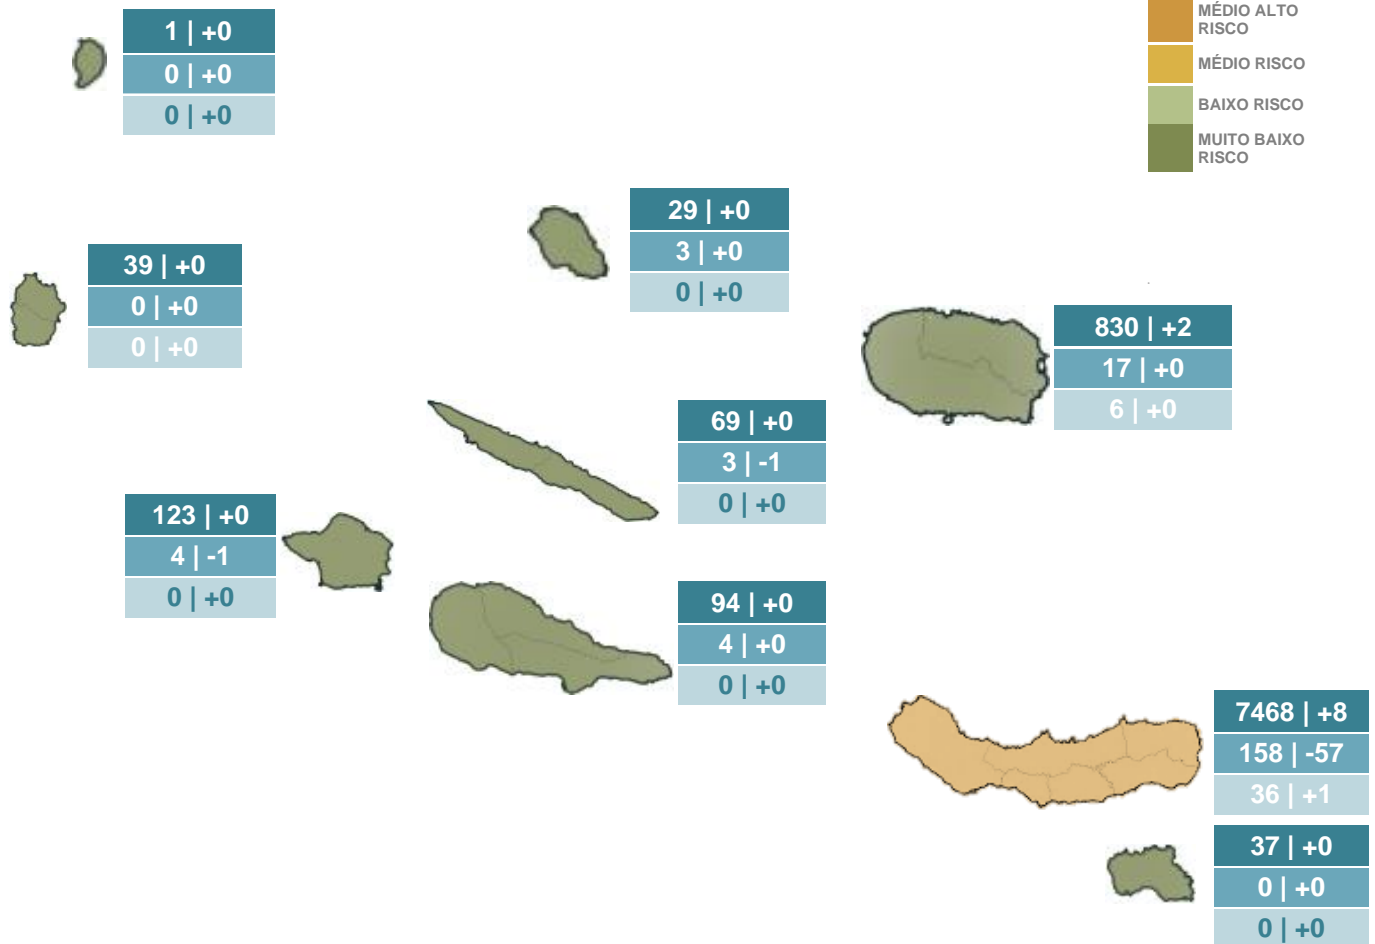 1 | +0
0 | +0
0 | +0
MÉDIO ALTO
RISCO
MÉDIO RISCO
BAIXO RISCO
MUITO BAIXO
RISCO
29 | +0
3 | +0
0 | +0
39 | +0
0 | +0
0 | +0
830 | +2
17 | +0
6 | +0
69 | +0
3 | -1
0 | +0
123 | +0
4 | -1
0 | +0
94 | +0
4 | +0
0 | +0
7468 | +8
158 | -57
36 | +1
37 | +0
0 | +0
0 | +0